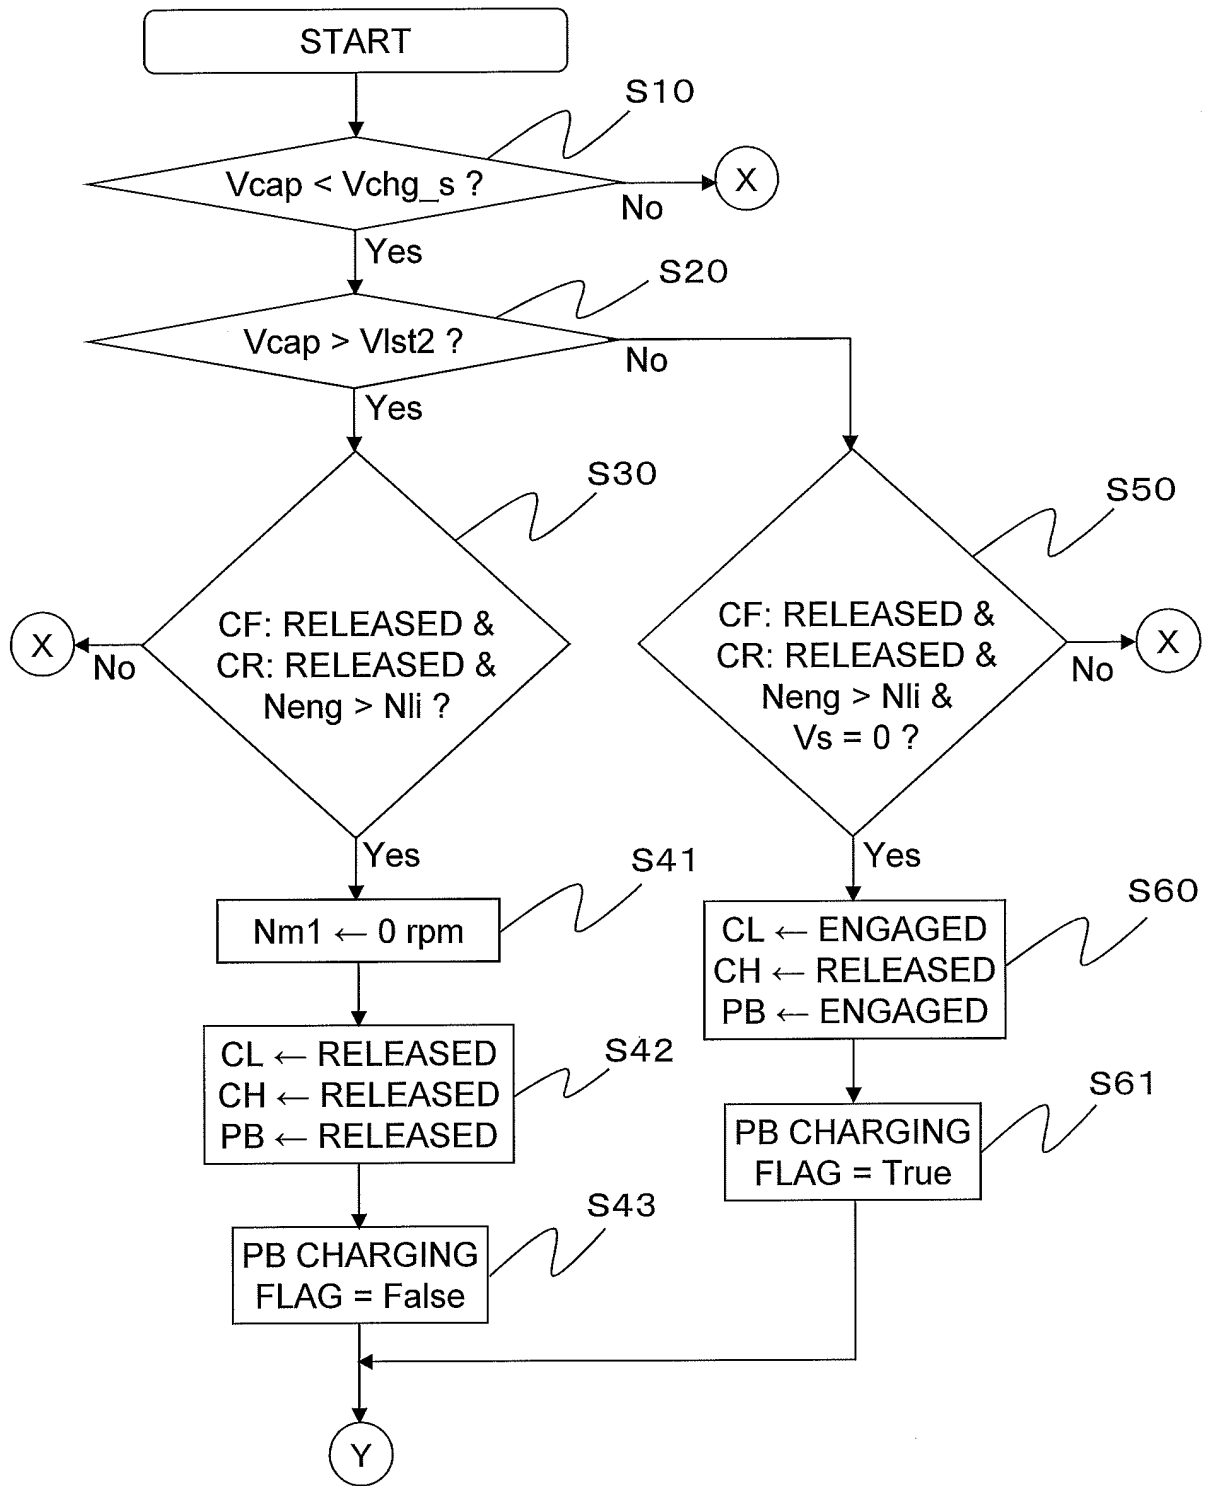 START
S10
Vcap < Vchg_s ?
X
No
Yes
S20
Vcap > Vlst2 ?
No
Yes
S30
CF: RELEASED &
CR: RELEASED &
Neng > Nli ?
X
No
Yes
S50
CF: RELEASED &
CR: RELEASED &
Neng > Nli &
Vs = 0 ?
X
No
Yes
S41
Nm1 ← 0 rpm
S42
CL ← RELEASED
CH ← RELEASED
PB ← RELEASED
S43
PB CHARGING
FLAG = False
S60
CL ← ENGAGED
CH ← RELEASED
PB ← ENGAGED
S61
PB CHARGING
FLAG = True
Y